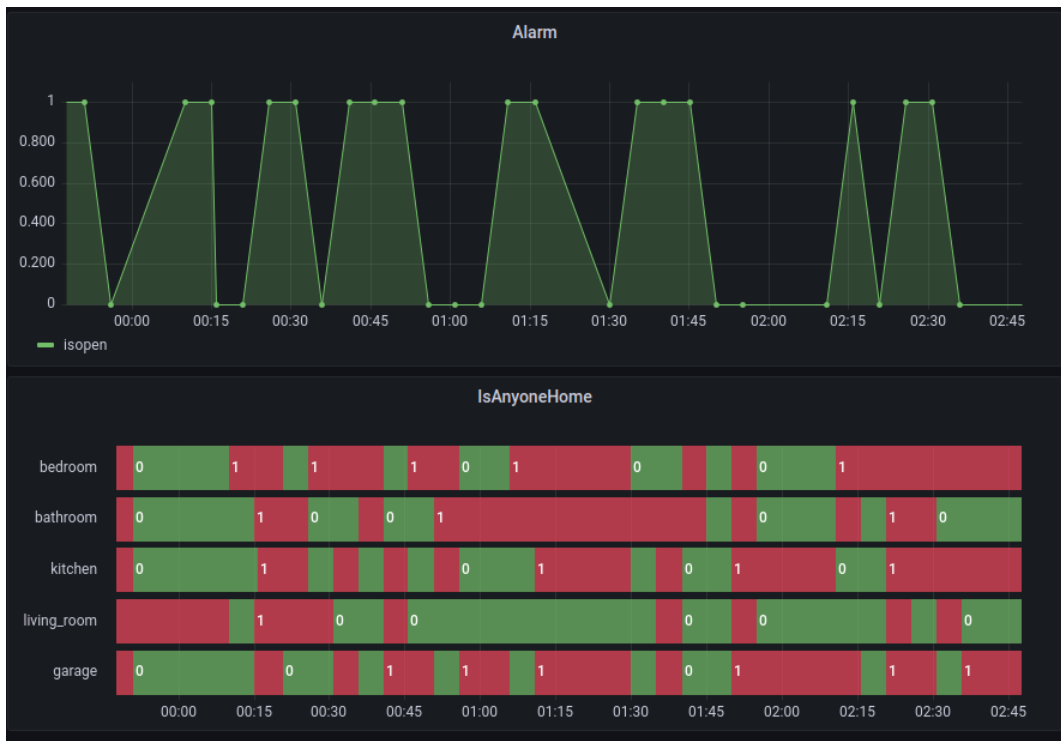 Alarm
1
0.800
0.600
0.400
0.200
0
00:00 00:15 00:30 00:45 01:00 01:15 01:30 01:45 02:00 02:15 02:30 02:45
isopen
IsAnyoneHome
bedroom 0 1 1 1 0 1 0 0 1
bathroom 0 1 0 0 1 0 1 0
kitchen 0 1 0 1 0 1 0 1
living_room 1 0 0 0 0 0
garage 0 0 1 1 1 0 1 1 1
00:00 00:15 00:30 00:45 01:00 01:15 01:30 01:45 02:00 02:15 02:30 02:45